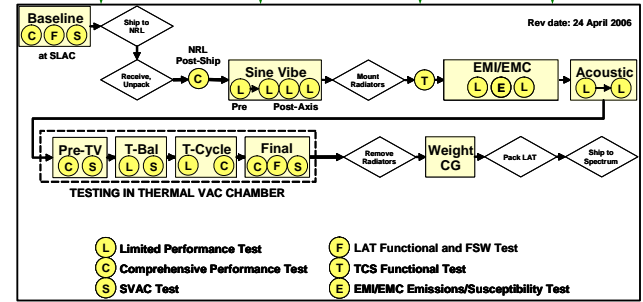 Baseline
C F S
at SLAC
Ship to
NRL
Receive,
Unpack
NRL
Post-Ship
C
Sine Vibe
L L L L
Pre Post-Axis
Mount
Radiators
T
EMI/EMC
L E L
Acoustic
L L
Rev date: 24 April 2006
Pre-TV
C S
T-Bal
L S
T-Cycle
L C
Final
C F S
TESTING IN THERMAL VAC CHAMBER
Remove
Radiators
Weight
CG
Pack LAT
Ship to
Spectrum
L Limited Performance Test
C Comprehensive Performance Test
S SVAC Test
F LAT Functional and FSW Test
T TCS Functional Test
E EMI/EMC Emissions/Susceptibility Test